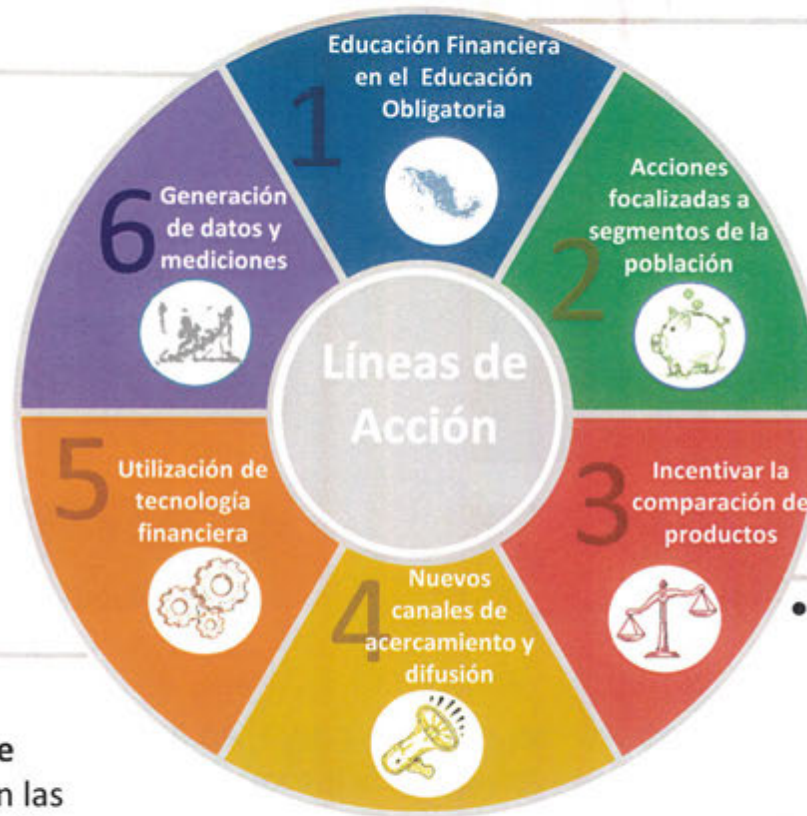 1
Educación Financiera
en el Educación
Obligatoria
2
Acciones
focalizadas a
segmentos de la
población
3
Incentivar la
comparación de
productos
4
Nuevos
canales de
acercamiento y
difusión
5
Utilización de
tecnología
financiera
6
Generación
de datos y
mediciones
Líneas de
Acción
•
e
n las